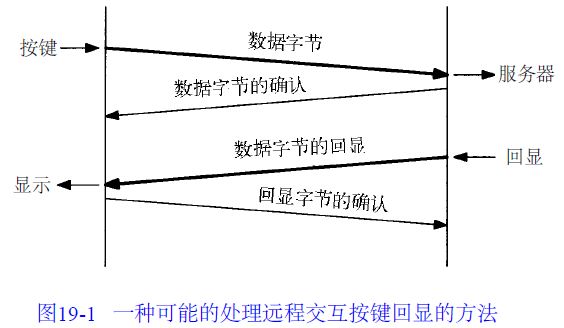 数据字节
按键
服务器
数据字节的确认
数据字节的回显
回显
显示
回显字节的确认
图19-1 一种可能的处理远程交互按键回显的方法